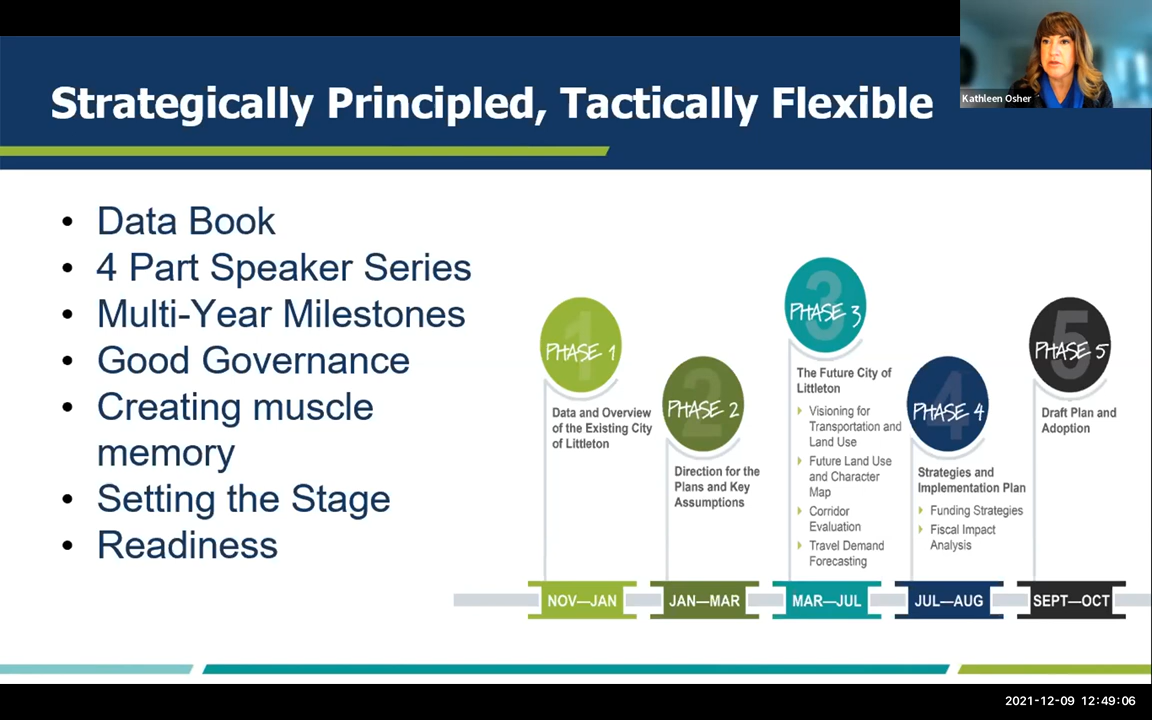 Strategically Principled, Tactically Flexible
Kathleen Osher
• Data Book
• 4 Part Speaker Series
• Multi-Year Milestones
• Good Governance
• Creating muscle
memory
• Setting the Stage
• Readiness
1
PHASE 1
Data and Overview
of the Existing City
of Littleton
NOV—JAN
2
PHASE 2
Direction for the
Plans and Key
Assumptions
JAN—MAR
3
PHASE 3
The Future City of
Littleton
Visioning for
Transportation and
Land Use
Future Land Use
and Character
Map
Corridor
Evaluation
Travel Demand
Forecasting
MAR—JUL
4
PHASE 4
Strategies and
Implementation Plan
Funding Strategies
Fiscal Impact
Analysis
JUL—AUG
5
PHASE 5
Draft Plan and
Adoption
SEPT—OCT
2021-12-09 12:49:06